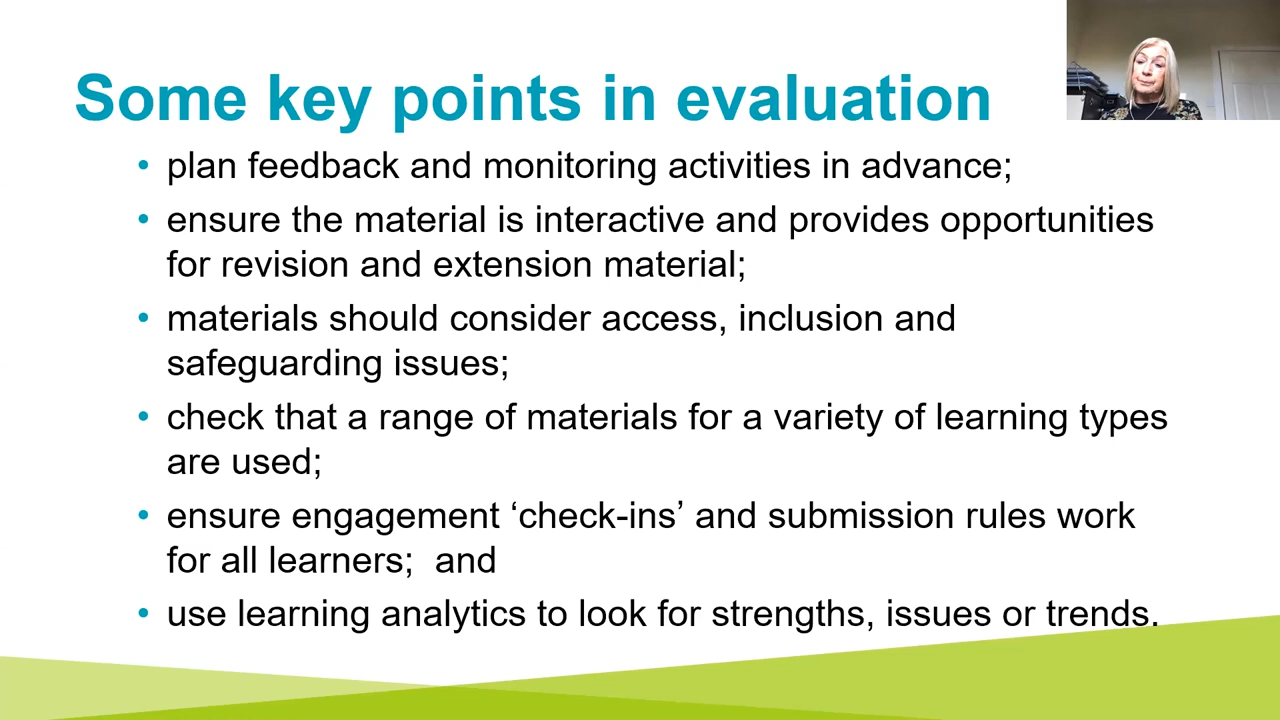 Some key points in evaluation
• plan feedback and monitoring activities in advance;
• ensure the material is interactive and provides opportunities
for revision and extension material;
• materials should consider access, inclusion and
safeguarding issues;
• check that a range of materials for a variety of learning types
are used;
• ensure engagement ‘check-ins’ and submission rules work
for all learners;  and
• use learning analytics to look for strengths, issues or trends.